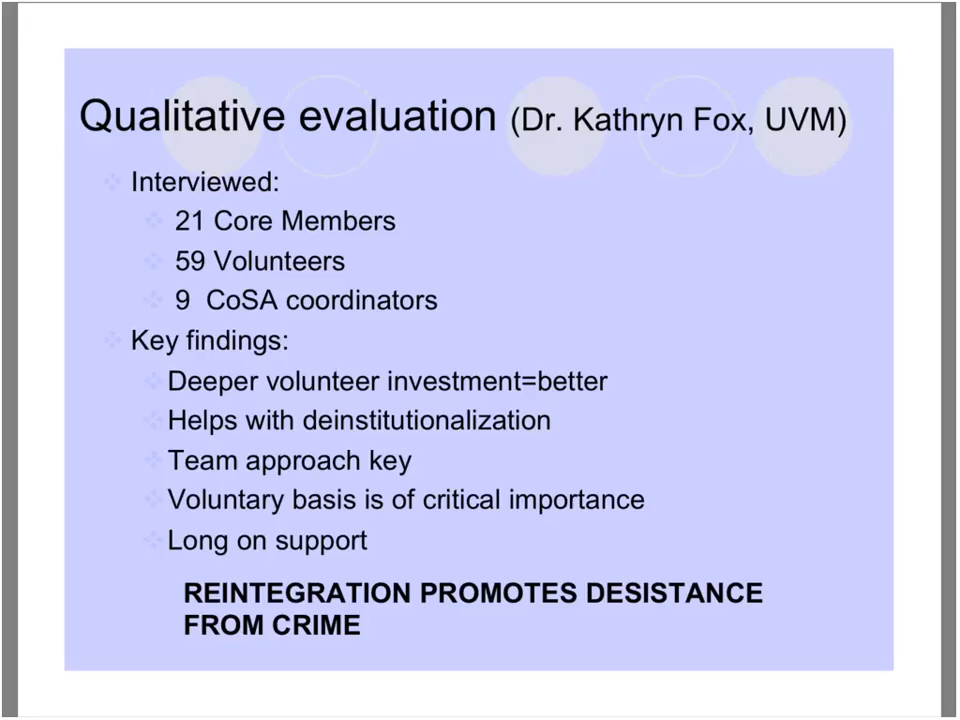 Qualitative evaluation (Dr. Kathryn Fox, UVM)
Interviewed:
21 Core Members
59 Volunteers
9 CoSA coordinators
Key findings:
Deeper volunteer investment=better
Helps with deinstitutionalization
Team approach key
Voluntary basis is of critical importance
Long on support
REINTEGRATION PROMOTES DESISTANCE
FROM CRIME